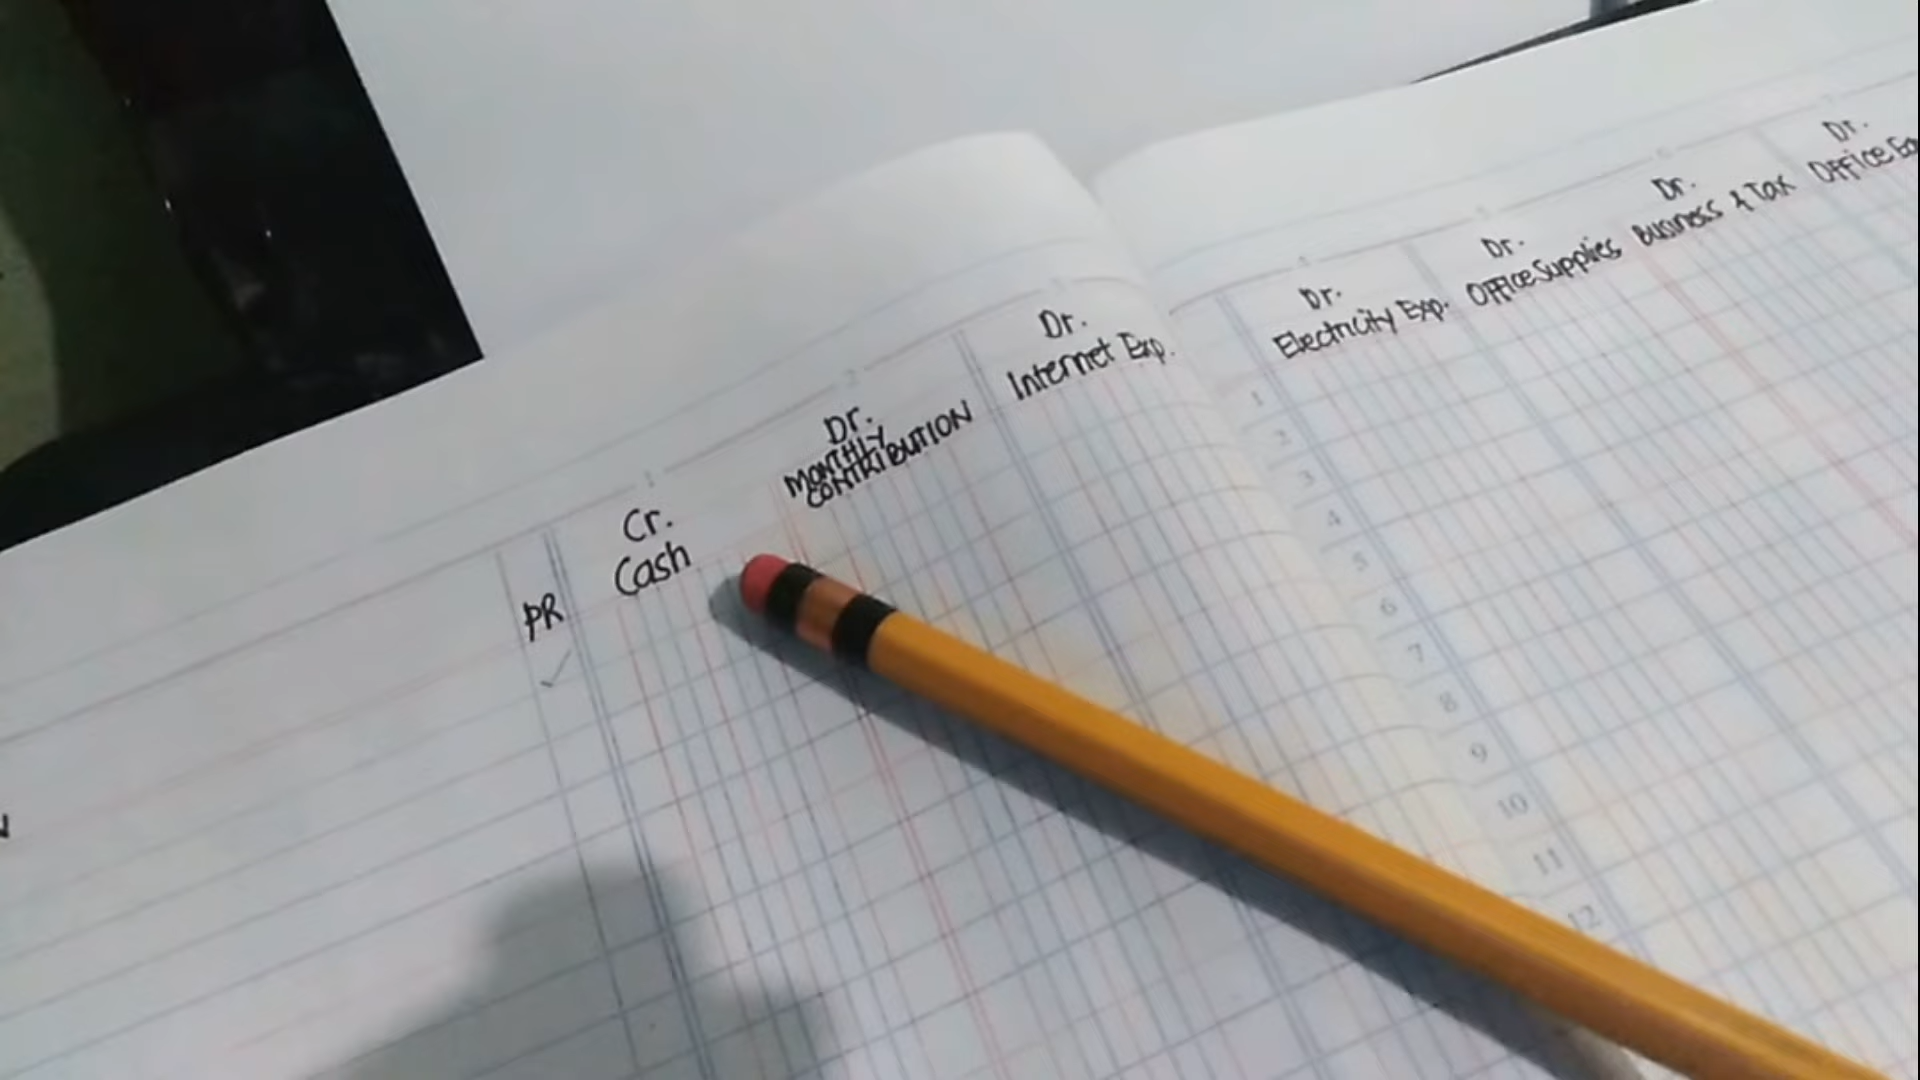 PR
Cr.
Cash
Dr.
MONTHLY
CONTRIBUTION
Dr.
Internet Exp.
Dr.
Electricity Exp.
Dr.
Office Supplies
Dr.
Business & Tax
Dr.
Office
1
2
3
4
5
6
7
8
9
10
11
12